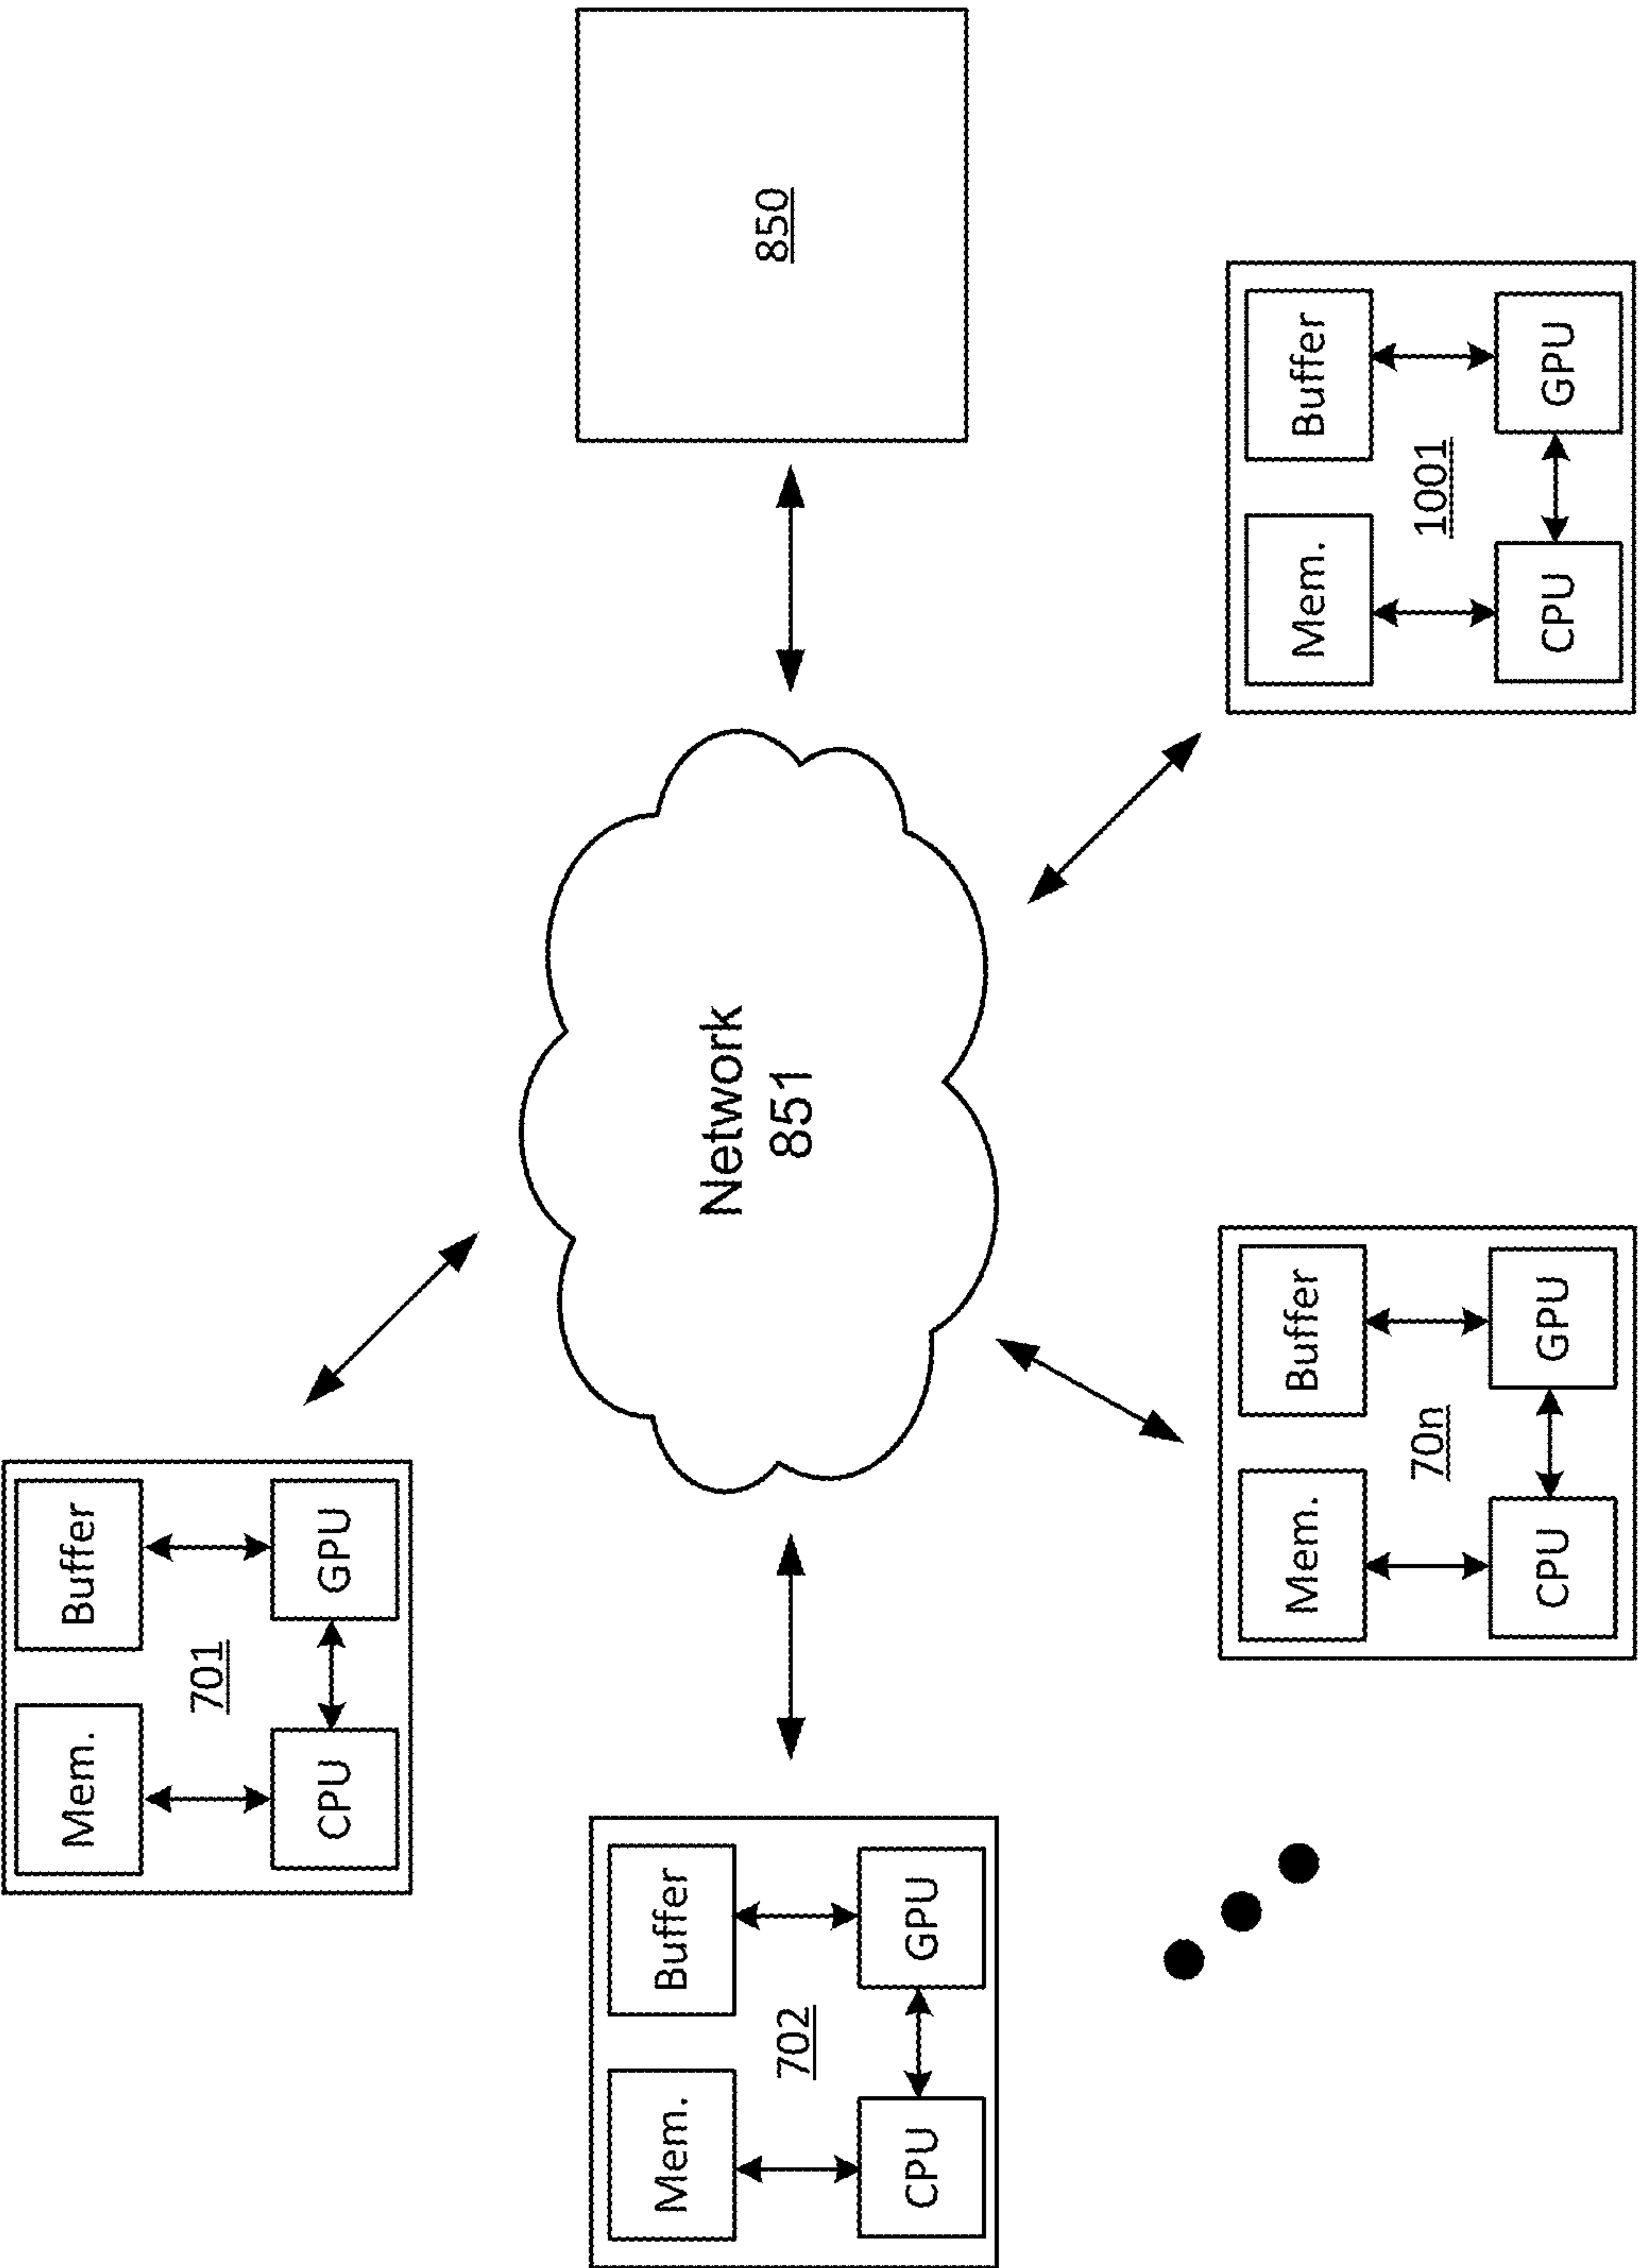 Mem.
Buffer
701
CPU
GPU
Mem.
Buffer
702
CPU
GPU
Network
851
850
Mem.
Buffer
70n
CPU
GPU
Mem.
Buffer
1001
CPU
GPU